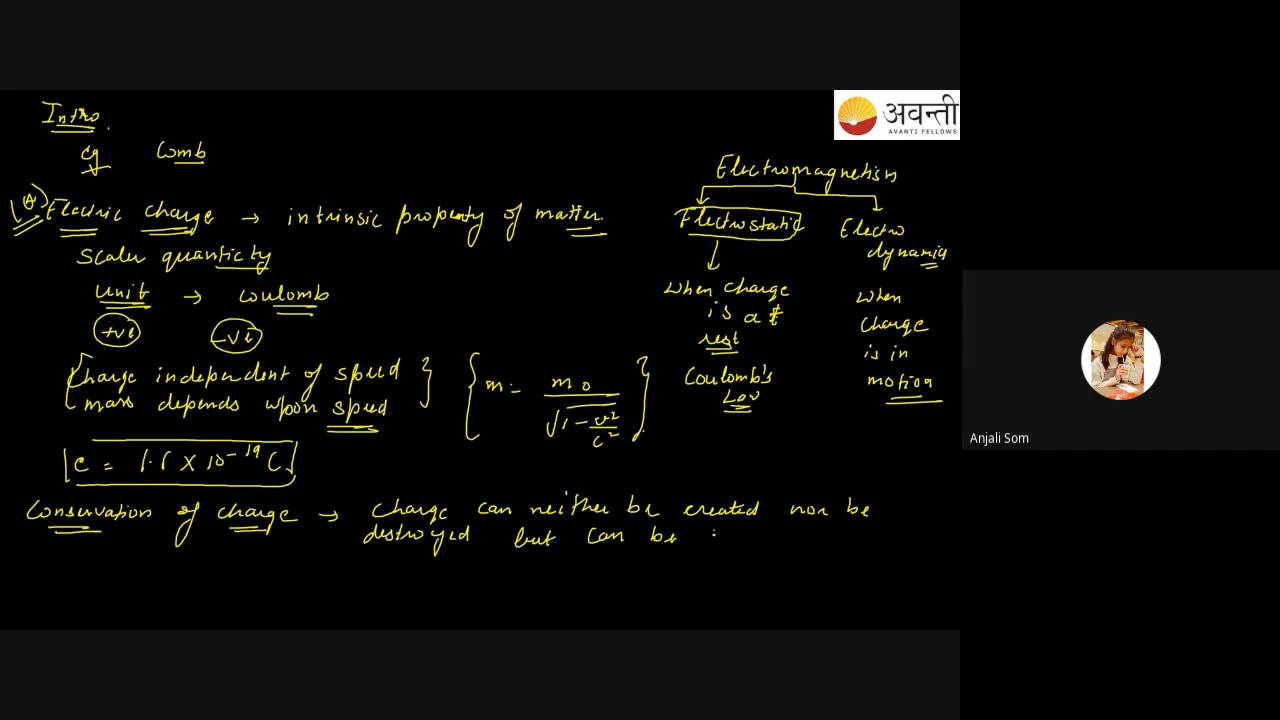 Intro.
eg comb
Electric charge → intrinsic property of matter.
Scaler quantity
Unit → Coulomb
+ve -ve
Charge independent of speed
mass depends upon speed
m = m₀ / √1 - v²/c²
e = 1.6 × 10⁻¹⁹ C
Conservation of charge → Charge can neither be created nor be
destroyed but can be
अवन्ती
AVANTI FELLOWS
Electromagnetism
Electrostatic
when charge
is at
rest
Coulomb's
Law
Electro
dynamics
when
charge
is in
motion
Anjali Som